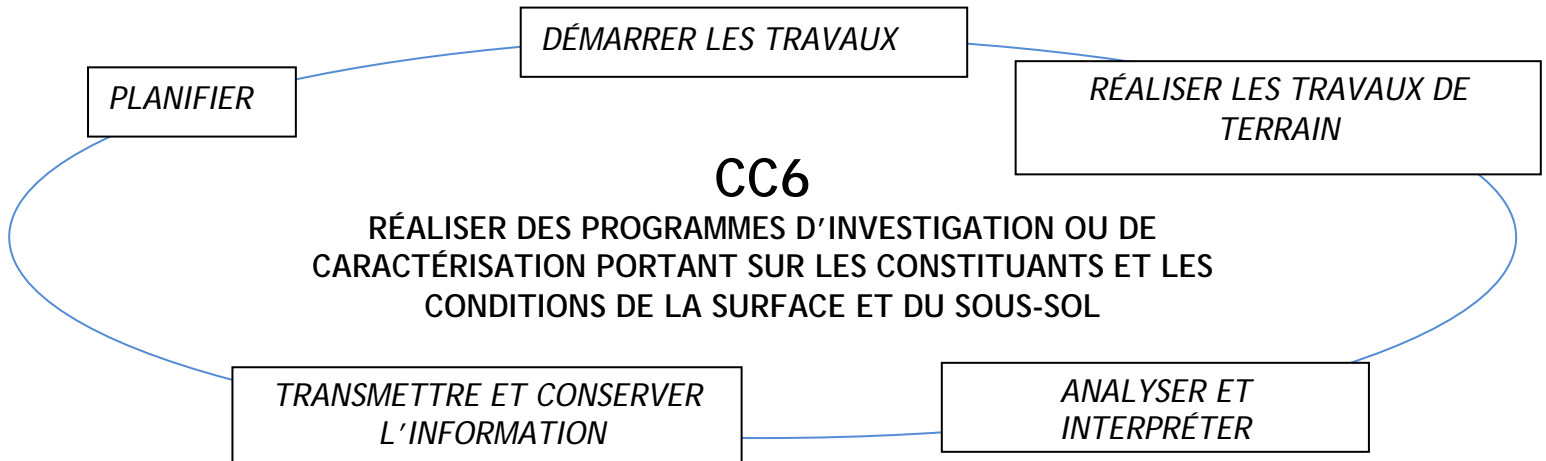 DÉMARRER LES TRAVAUX
PLANIFIER
RÉALISER LES TRAVAUX DE
TERRAIN
CC6
RÉALISER DES PROGRAMMES D’INVESTIGATION OU DE
CARACTÉRISATION PORTANT SUR LES CONSTITUANTS ET LES
CONDITIONS DE LA SURFACE ET DU SOUS-SOL
TRANSMETTRE ET CONSERVER
L’INFORMATION
ANALYSER ET
INTERPRÉTER